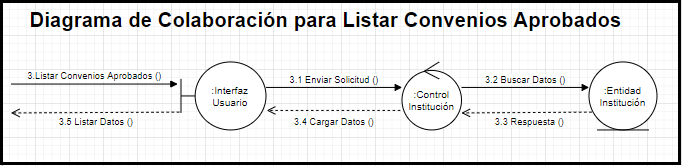 Diagrama de Colaboración para Listar Convenios Aprobados
3.Listar Convenios Aprobados ()
3.5 Listar Datos ()
:Interfaz
Usuario
3.1 Enviar Solicitud ()
3.4 Cargar Datos ()
:Control
Institución
3.2 Buscar Datos ()
3.3 Respuesta ()
:Entidad
Institución